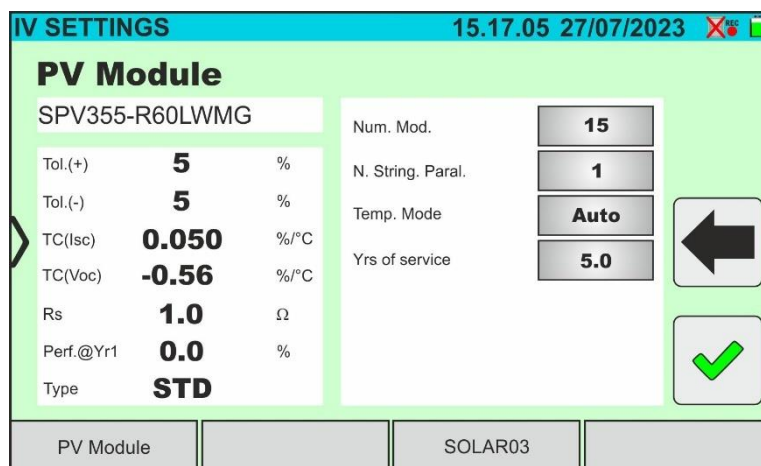 IV SETTINGS 15.17.05 27/07/2023 REC
PV Module
SPV355-R60LWMG
Tol.(+) 5 %
Tol.(-) 5 %
TC(Isc) 0.050 %/°C
TC(Voc) -0.56 %/°C
Rs 1.0 Ω
Perf.@Yr1 0.0 %
Type STD
Num. Mod. 15
N. String. Paral. 1
Temp. Mode Auto
Yrs of service 5.0
PV Module SOLAR03